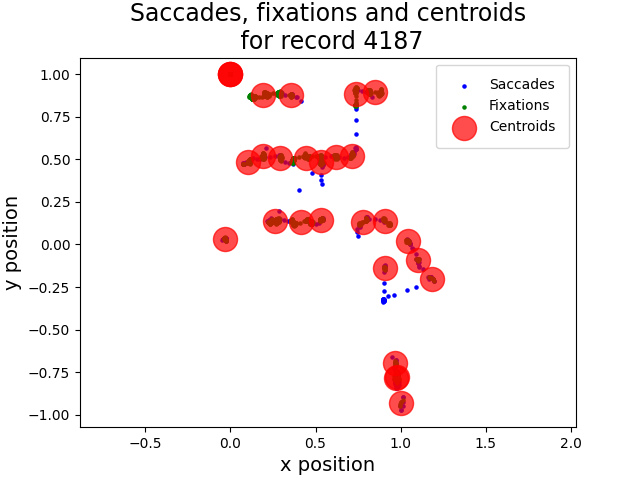 Saccades, fixations and centroids
for record 4187
1.00
0.75
0.50
0.25
0.00
−0.25
−0.50
−0.75
−1.00
y position
Saccades
Fixations
Centroids
−0.5
0.0
0.5
1.0
1.5
2.0
x position